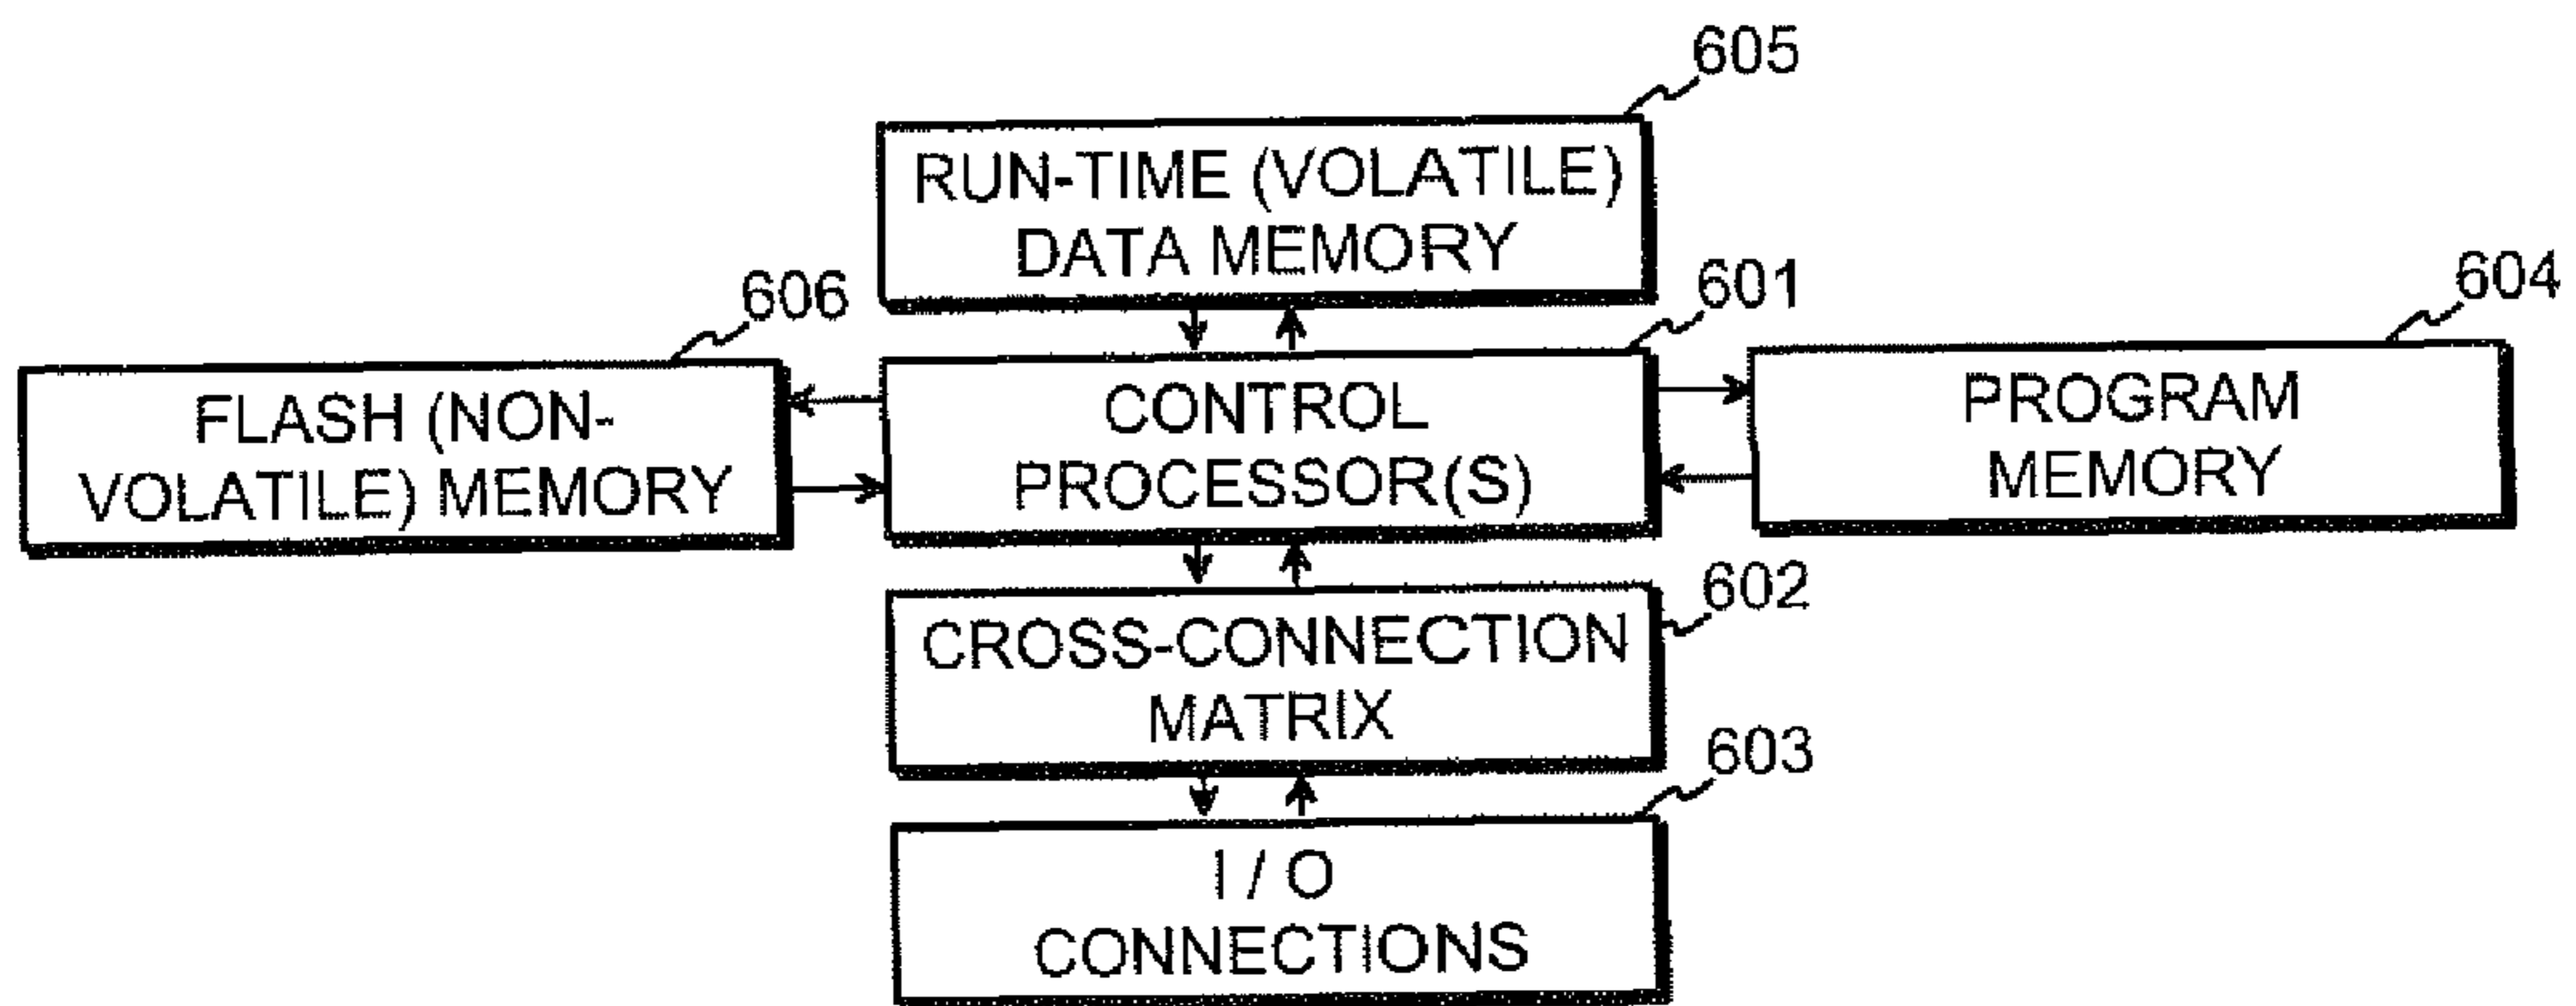 605
RUN-TIME (VOLATILE)
DATA MEMORY
606
601
604
FLASH (NON-
VOLATILE) MEMORY
CONTROL
PROCESSOR(S)
PROGRAM
MEMORY
602
CROSS-CONNECTION
MATRIX
603
I / O
CONNECTIONS